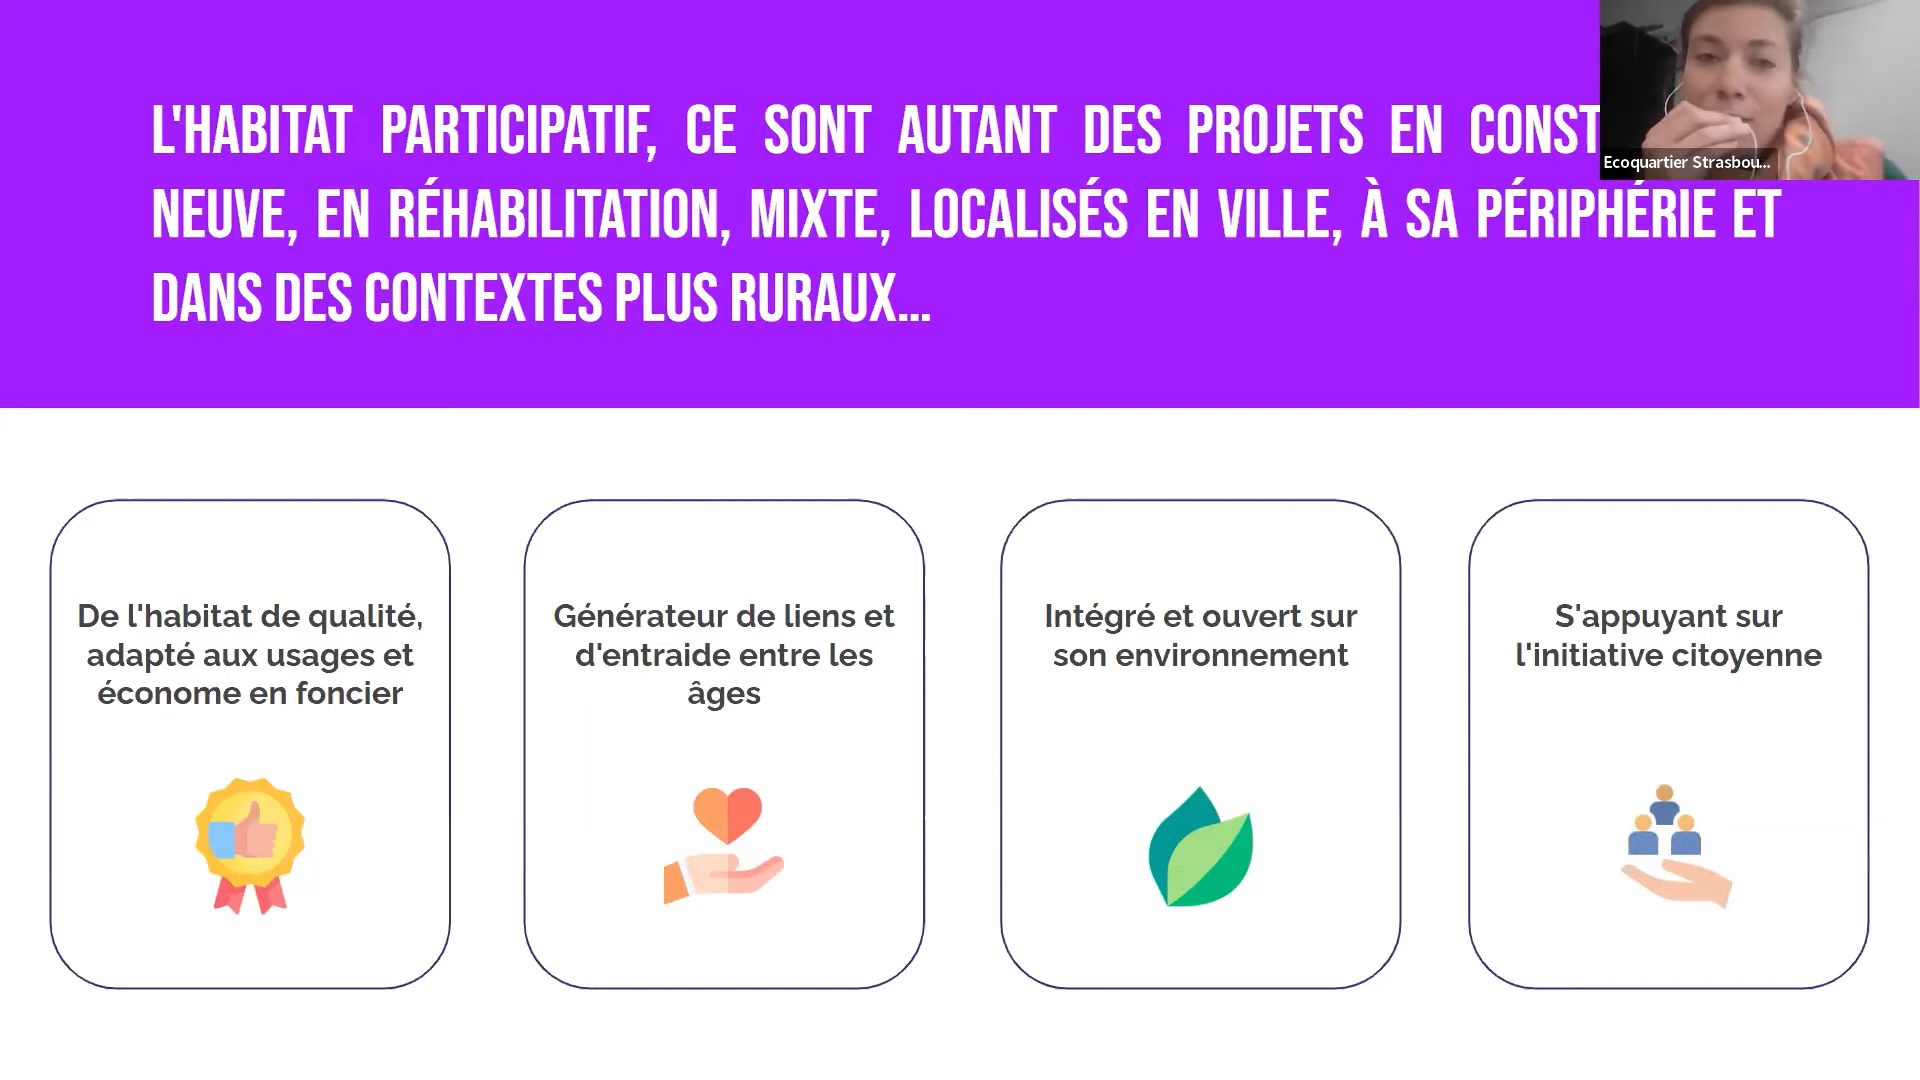 L'HABITAT PARTICIPATIF, CE SONT AUTANT DES PROJETS EN
NEUVE, EN RÉHABILITATION, MIXTE, LOCALISÉS EN VILLE, À SA PÉRIPHÉRIE ET
DANS DES CONTEXTES PLUS RURAUX...
Ecoquartier Strasbou...
De l'habitat de qualité,
adapté aux usages et
économe en foncier
Générateur de liens et
d'entraide entre les
âges
Intégré et ouvert sur
son environnement
S'appuyant sur
l'initiative citoyenne